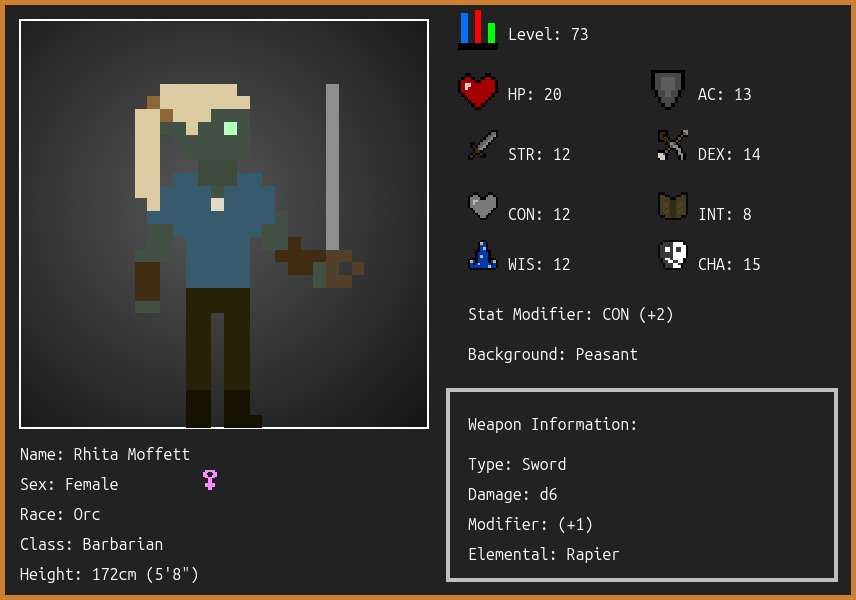 Level: 73
HP: 20
AC: 13
STR: 12
DEX: 14
CON: 12
INT: 8
WIS: 12
CHA: 15
Stat Modifier: CON (+2)
Background: Peasant
Weapon Information:
Type: Sword
Damage: d6
Modifier: (+1)
Elemental: Rapier
Name: Rhita Moffett
Sex: Female
Race: Orc
Class: Barbarian
Height: 172cm (5'8")